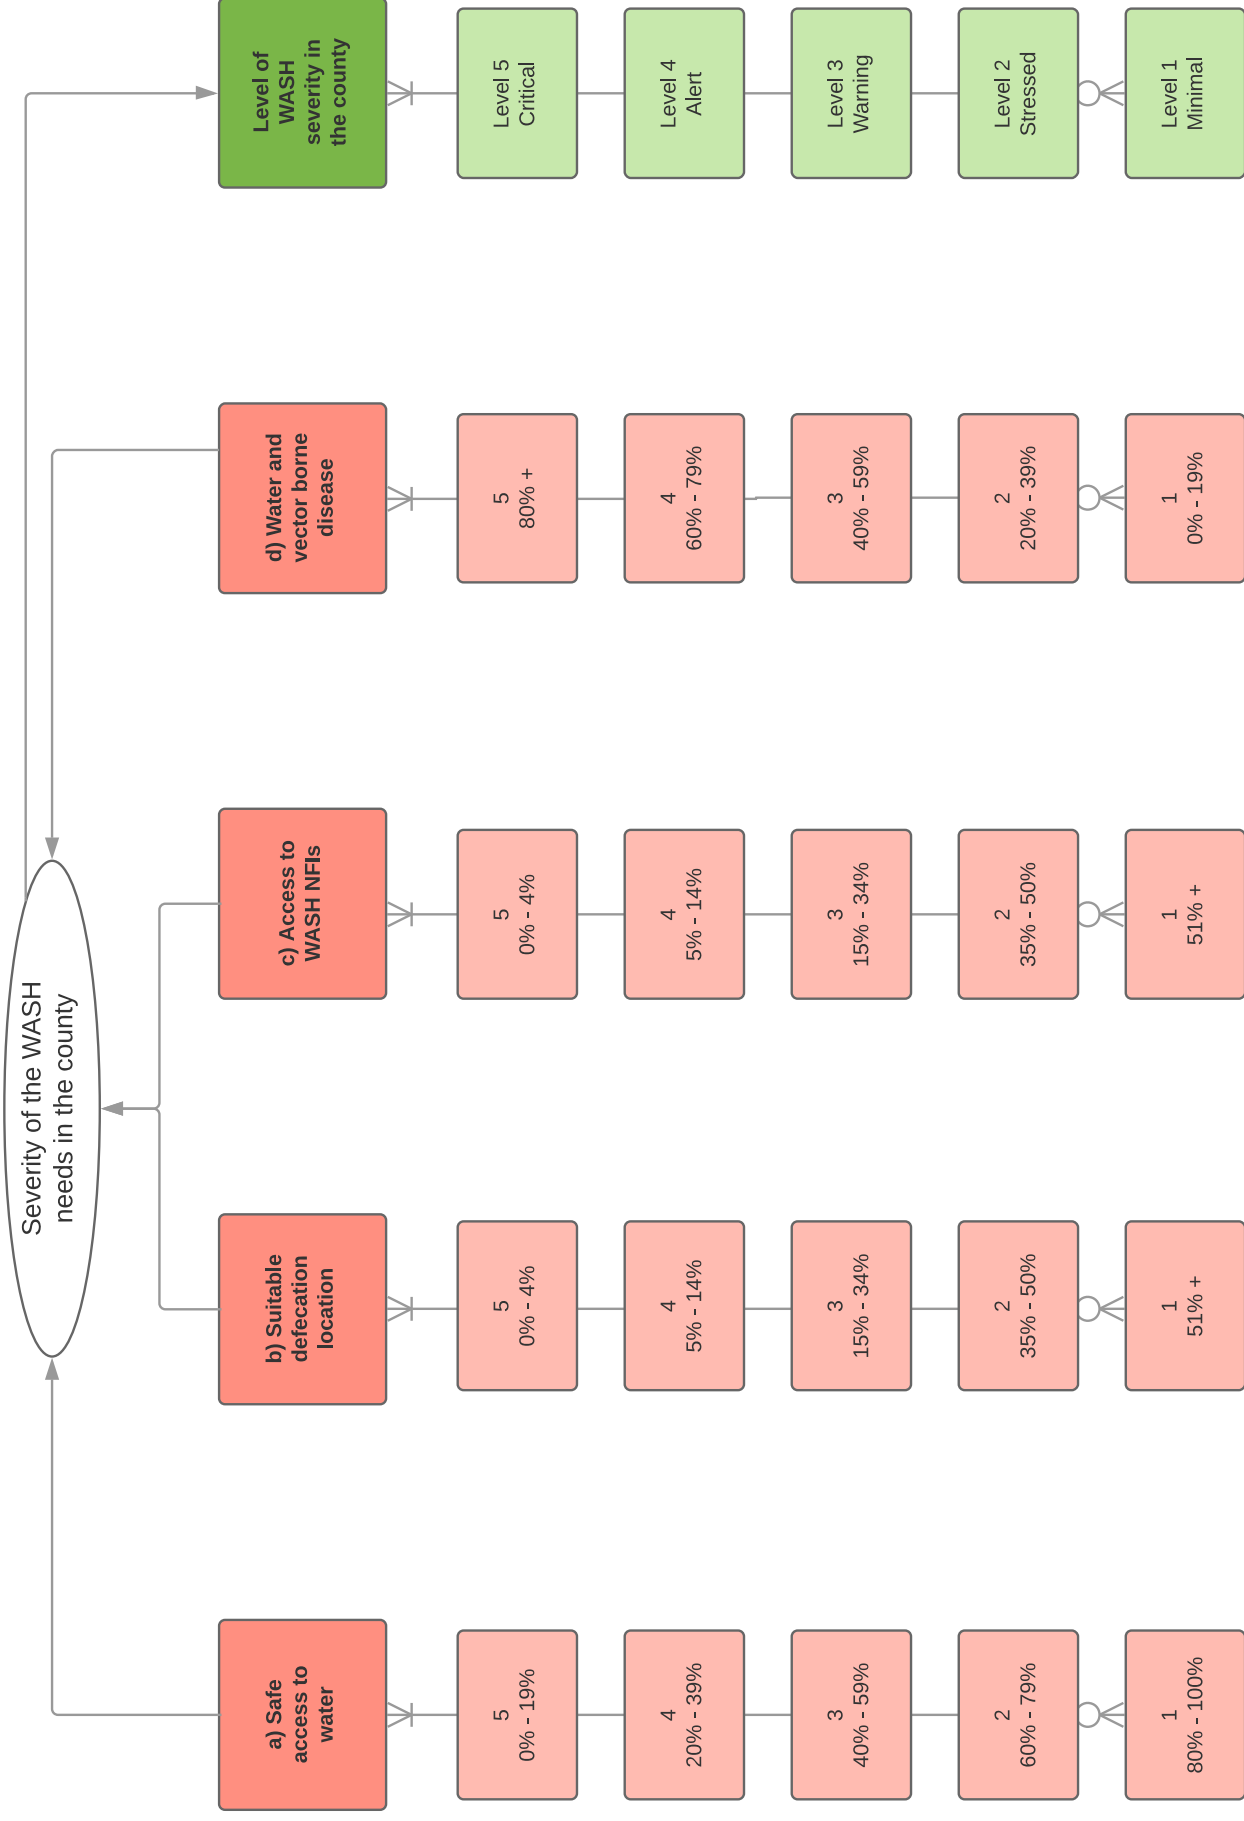 Severity of the WASH
needs in the county
a) Safe
access to
water
5
0% - 19%
4
20% - 39%
3
40% - 59%
2
60% - 79%
1
80% - 100%
b) Suitable
defecation
location
5
0% - 4%
4
5% - 14%
3
15% - 34%
2
35% - 50%
1
51% +
c) Access to
WASH NFIs
5
0% - 4%
4
5% - 14%
3
15% - 34%
2
35% - 50%
1
51% +
d) Water and
vector borne
disease
5
80% +
4
60% - 79%
3
40% - 59%
2
20% - 39%
1
0% - 19%
Level of
WASH
severity in
the county
Level 5
Critical
Level 4
Alert
Level 3
Warning
Level 2
Stressed
Level 1
Minimal